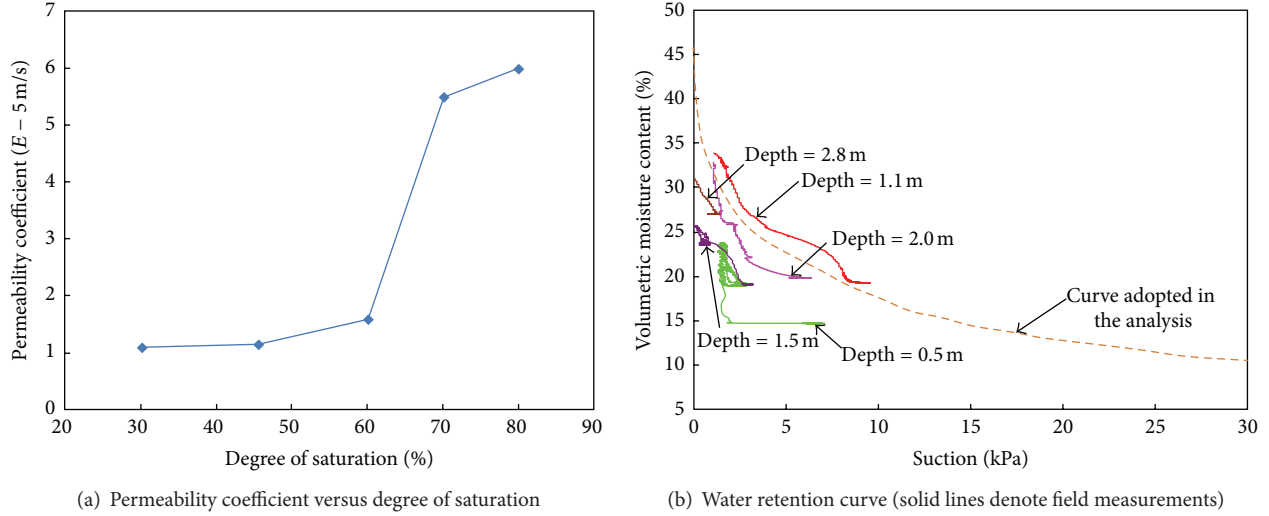 7
6
5
4
3
2
1
0
20 30 40 50 60 70 80 90
Permeability coefficient (E − 5 m/s)
Degree of saturation (%)
(a) Permeability coefficient versus degree of saturation
50
45
40
35
30
25
20
15
10
5
0 5 10 15 20 25 30
Volumetric moisture content (%)
Suction (kPa)
Depth = 2.8 m
Depth = 1.1 m
Depth = 2.0 m
Curve adopted in
the analysis
Depth = 1.5 m
Depth = 0.5 m
(b) Water retention curve (solid lines denote field measurements)